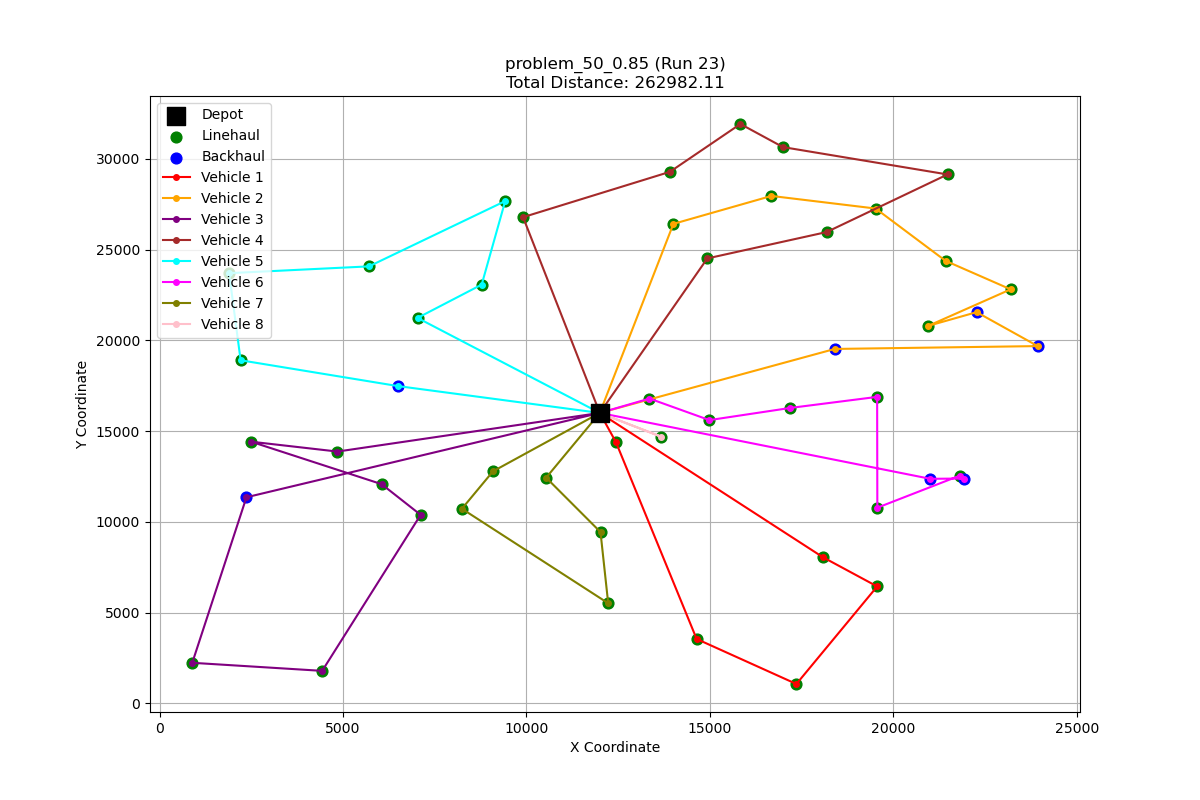 problem_50_0.85 (Run 23)
Total Distance: 262982.11
Depot
Linehaul
Backhaul
Vehicle 1
Vehicle 2
Vehicle 3
Vehicle 4
Vehicle 5
Vehicle 6
Vehicle 7
Vehicle 8
30000
25000
20000
15000
10000
5000
0
Y Coordinate
0 5000 10000 15000 20000 25000
X Coordinate